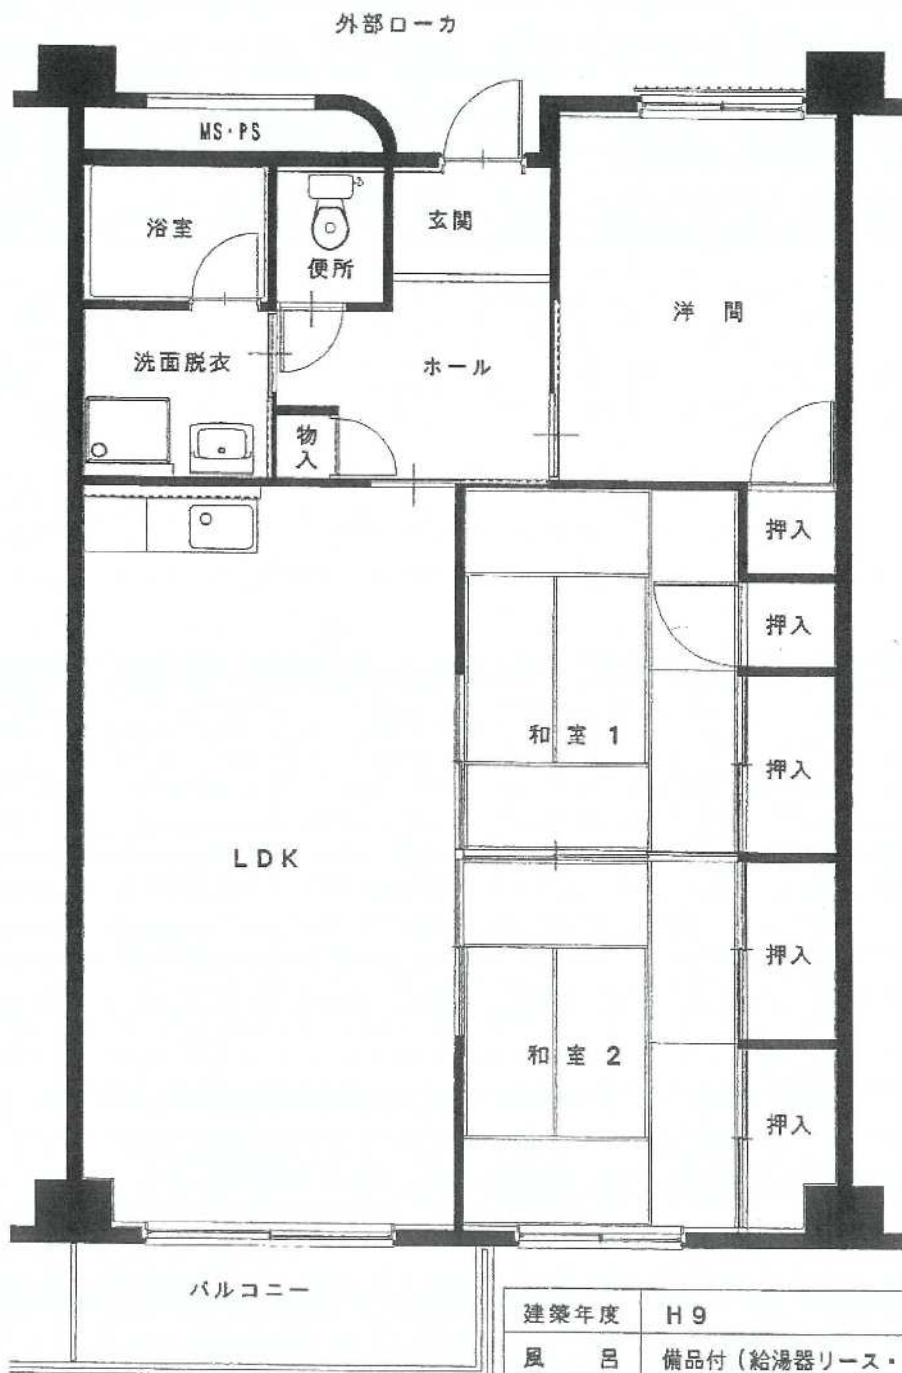 外部ローカ
MS・PS
浴室
便所
玄関
洋間
洗面脱衣
ホール
物入
押入
押入
和室1
押入
LDK
押入
和室2
押入
バルコニー
建築年度 H9
風呂 備品付(給湯器リース・